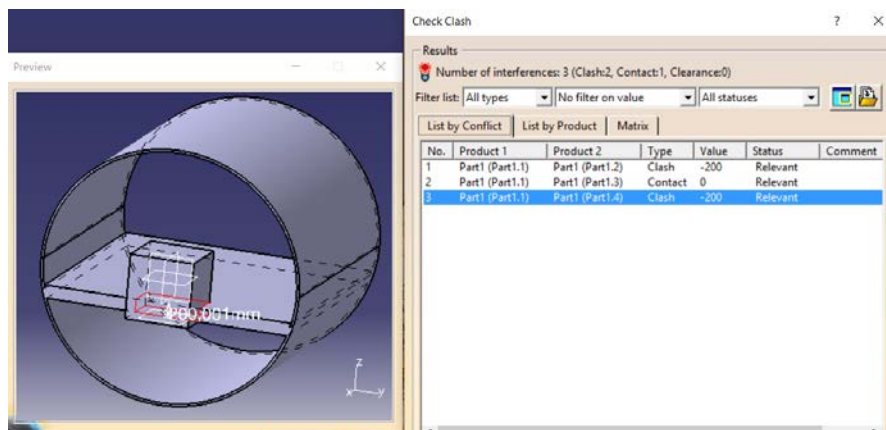 Check Clash
? X
Preview
Results
Number of interferences: 3 (Clash:2, Contact:1, Clearance:0)
Filter list: All types No filter on value All statuses
List by Conflict List by Product Matrix
No. Product 1 Product 2 Type Value Status Comment
1 Part1 (Part1.1) Part1 (Part1.2) Clash -200 Relevant
2 Part1 (Part1.1) Part1 (Part1.3) Contact 0 Relevant
3 Part1 (Part1.1) Part1 (Part1.4) Clash -200 Relevant
z
x y